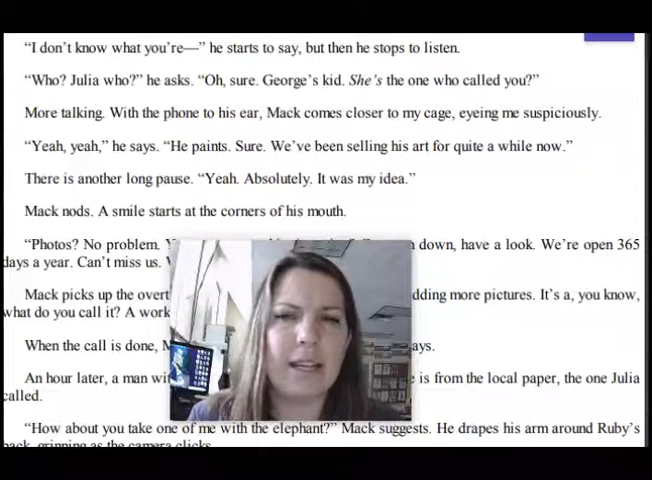 “I don’t know what you’re—” he starts to say, but then he stops to listen.
“Who? Julia who?” he asks. “Oh, sure. George’s kid. She’s the one who called you?”
More talking. With the phone to his ear, Mack comes closer to my cage, eyeing me suspiciously.
“Yeah, yeah,” he says. “He paints. Sure. We’ve been selling his art for quite a while now.”
There is another long pause. “Yeah. Absolutely. It was my idea.”
Mack nods. A smile starts at the corners of his mouth.
“Photos? No problem. down, have a look. We’re open 365
days a year. Can’t miss us.
Mack picks up the more pictures. It’s a, you know,
what do you call it? A work
When the call is done,
An hour later, a man is from the local paper, the one Julia
called.
“How about you take one of me with the elephant?” Mack suggests. He drapes his arm around Ruby’s
back, grinning as the camera clicks.